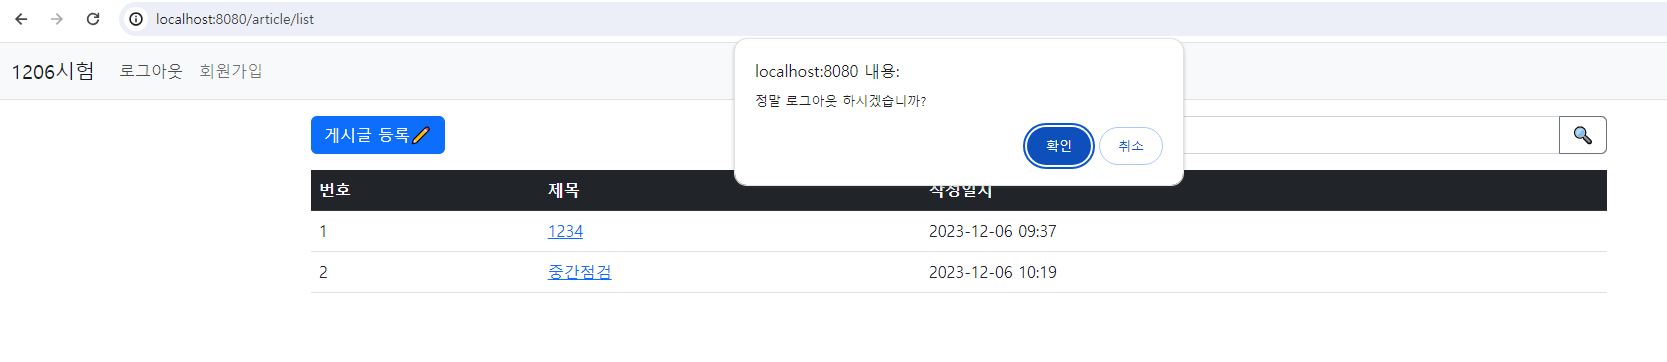 localhost:8080/article/list
1206시험 로그아웃 회원가입
localhost:8080 내용:
정말 로그아웃 하시겠습니까?
확인 취소
게시글 등록
번호 제목 작성일시
1 1234 2023-12-06 09:37
2 중간점검 2023-12-06 10:19